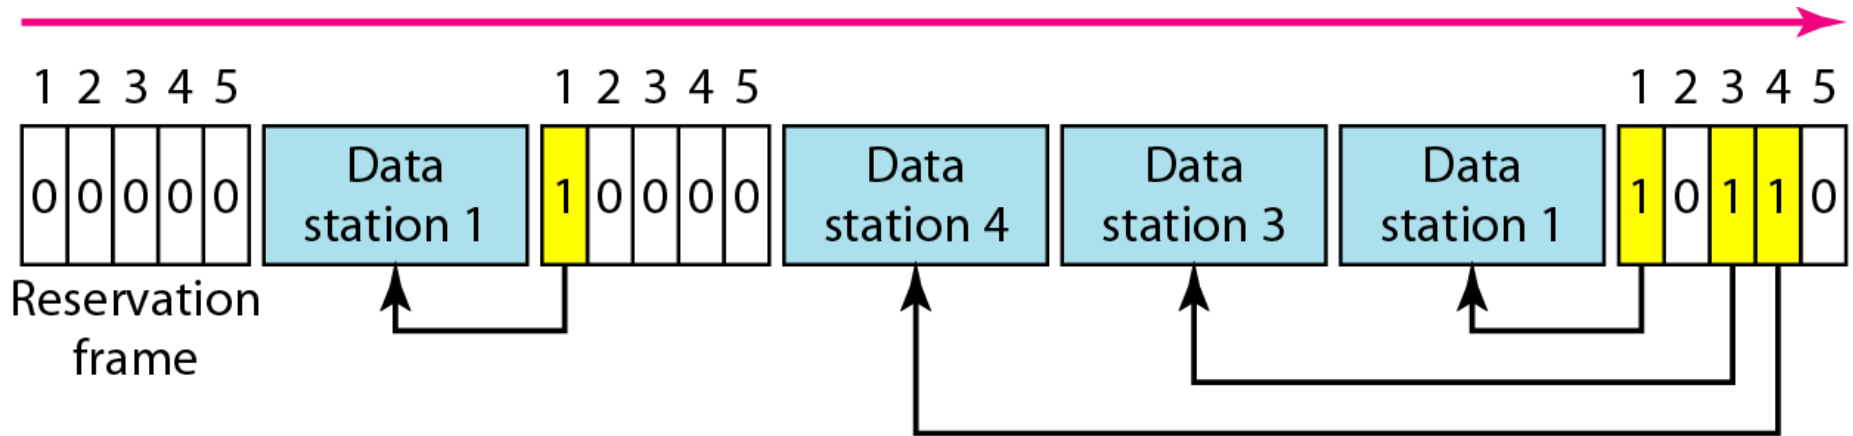 1 2 3 4 5 1 2 3 4 5 1 2 3 4 5
0 0 0 0 0
Data
station 1
1 0 0 0 0
Data
station 4
Data
station 3
Data
station 1
1 0 1 1 0
Reservation
frame